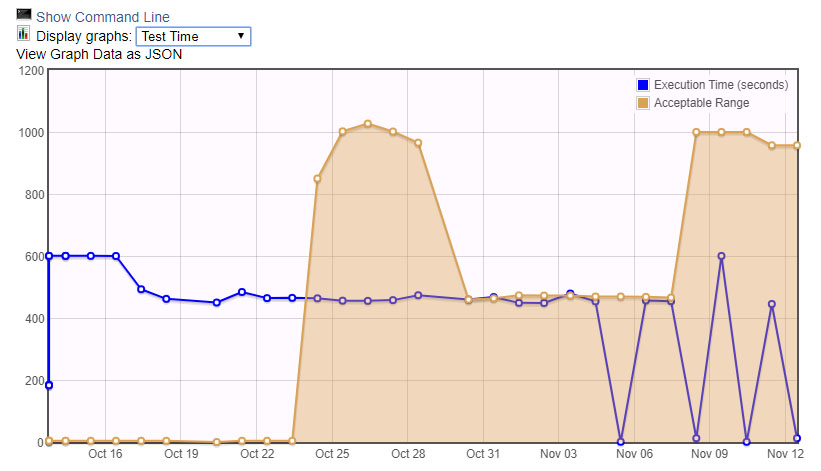 Show Command Line
Display graphs: Test Time
View Graph Data as JSON
1200
Execution Time (seconds)
Acceptable Range
1000
800
600
400
200
0
Oct 16 Oct 19 Oct 22 Oct 25 Oct 28 Oct 31 Nov 03 Nov 06 Nov 09 Nov 12